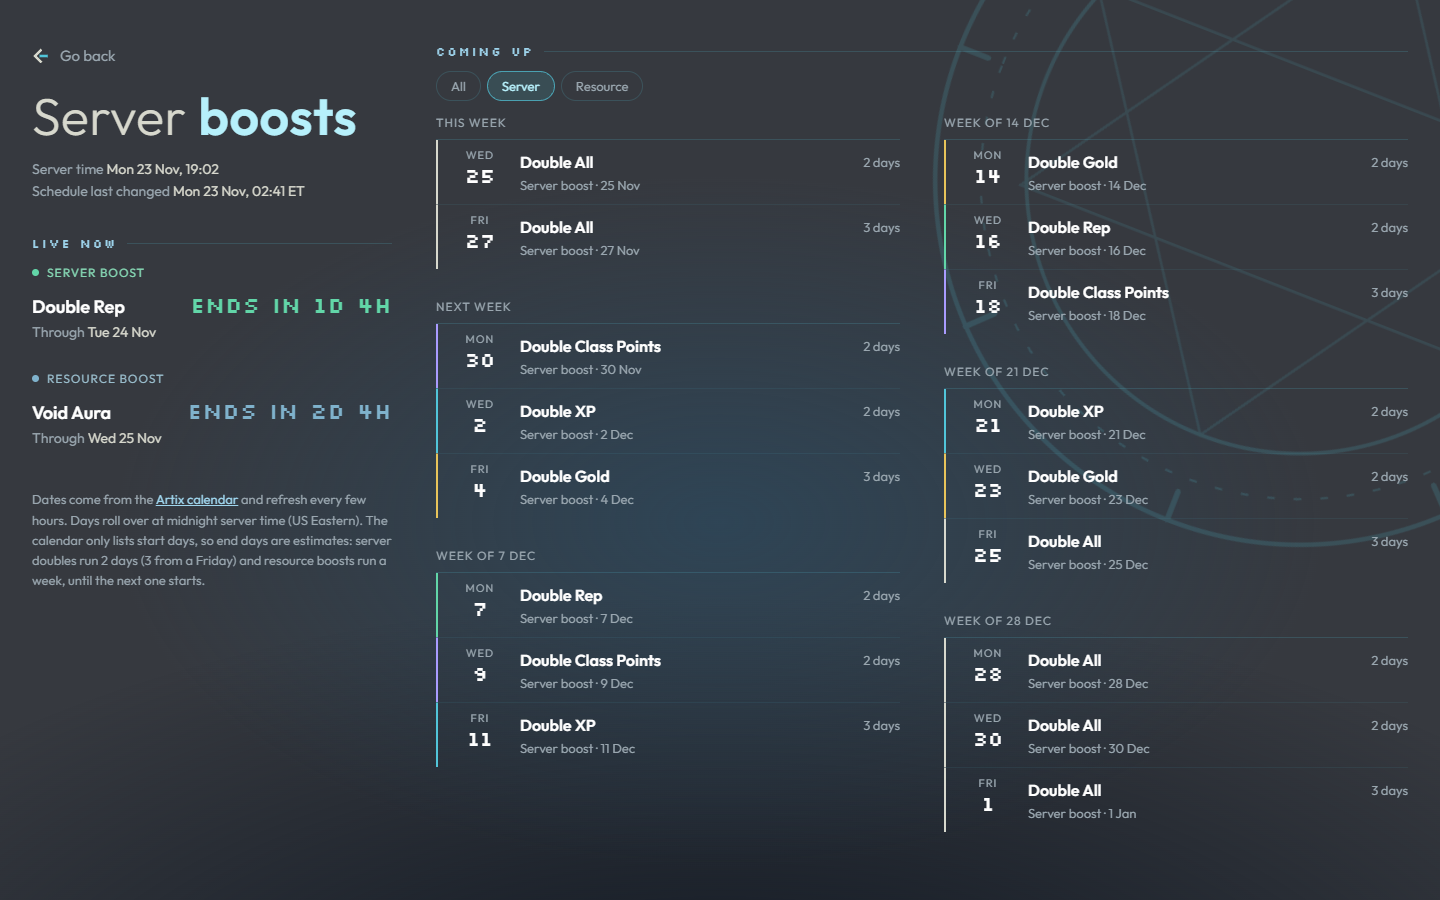 Go back
Server boosts
Server time Mon 23 Nov, 19:02
Schedule last changed Mon 23 Nov, 02:41 ET
LIVE NOW
SERVER BOOST
Double Rep ENDS IN 1D 4H
Through Tue 24 Nov
RESOURCE BOOST
Void Aura ENDS IN 2D 4H
Through Wed 25 Nov
Dates come from the Artix calendar and refresh every few
hours. Days roll over at midnight server time (US Eastern). The
calendar only lists start days, so end days are estimates: server
doubles run 2 days (3 from a Friday) and resource boosts run a
week, until the next one starts.
COMING UP
All Server Resource
THIS WEEK
WED 25 Double All 2 days
Server boost · 25 Nov
FRI 27 Double All 3 days
Server boost · 27 Nov
NEXT WEEK
MON 30 Double Class Points 2 days
Server boost · 30 Nov
WED 2 Double XP 2 days
Server boost · 2 Dec
FRI 4 Double Gold 3 days
Server boost · 4 Dec
WEEK OF 7 DEC
MON 7 Double Rep 2 days
Server boost · 7 Dec
WED 9 Double Class Points 2 days
Server boost · 9 Dec
FRI 11 Double XP 3 days
Server boost · 11 Dec
WEEK OF 14 DEC
MON 14 Double Gold 2 days
Server boost · 14 Dec
WED 16 Double Rep 2 days
Server boost · 16 Dec
FRI 18 Double Class Points 3 days
Server boost · 18 Dec
WEEK OF 21 DEC
MON 21 Double XP 2 days
Server boost · 21 Dec
WED 23 Double Gold 2 days
Server boost · 23 Dec
FRI 25 Double All 3 days
Server boost · 25 Dec
WEEK OF 28 DEC
MON 28 Double All 2 days
Server boost · 28 Dec
WED 30 Double All 2 days
Server boost · 30 Dec
FRI 1 Double All 3 days
Server boost · 1 Jan